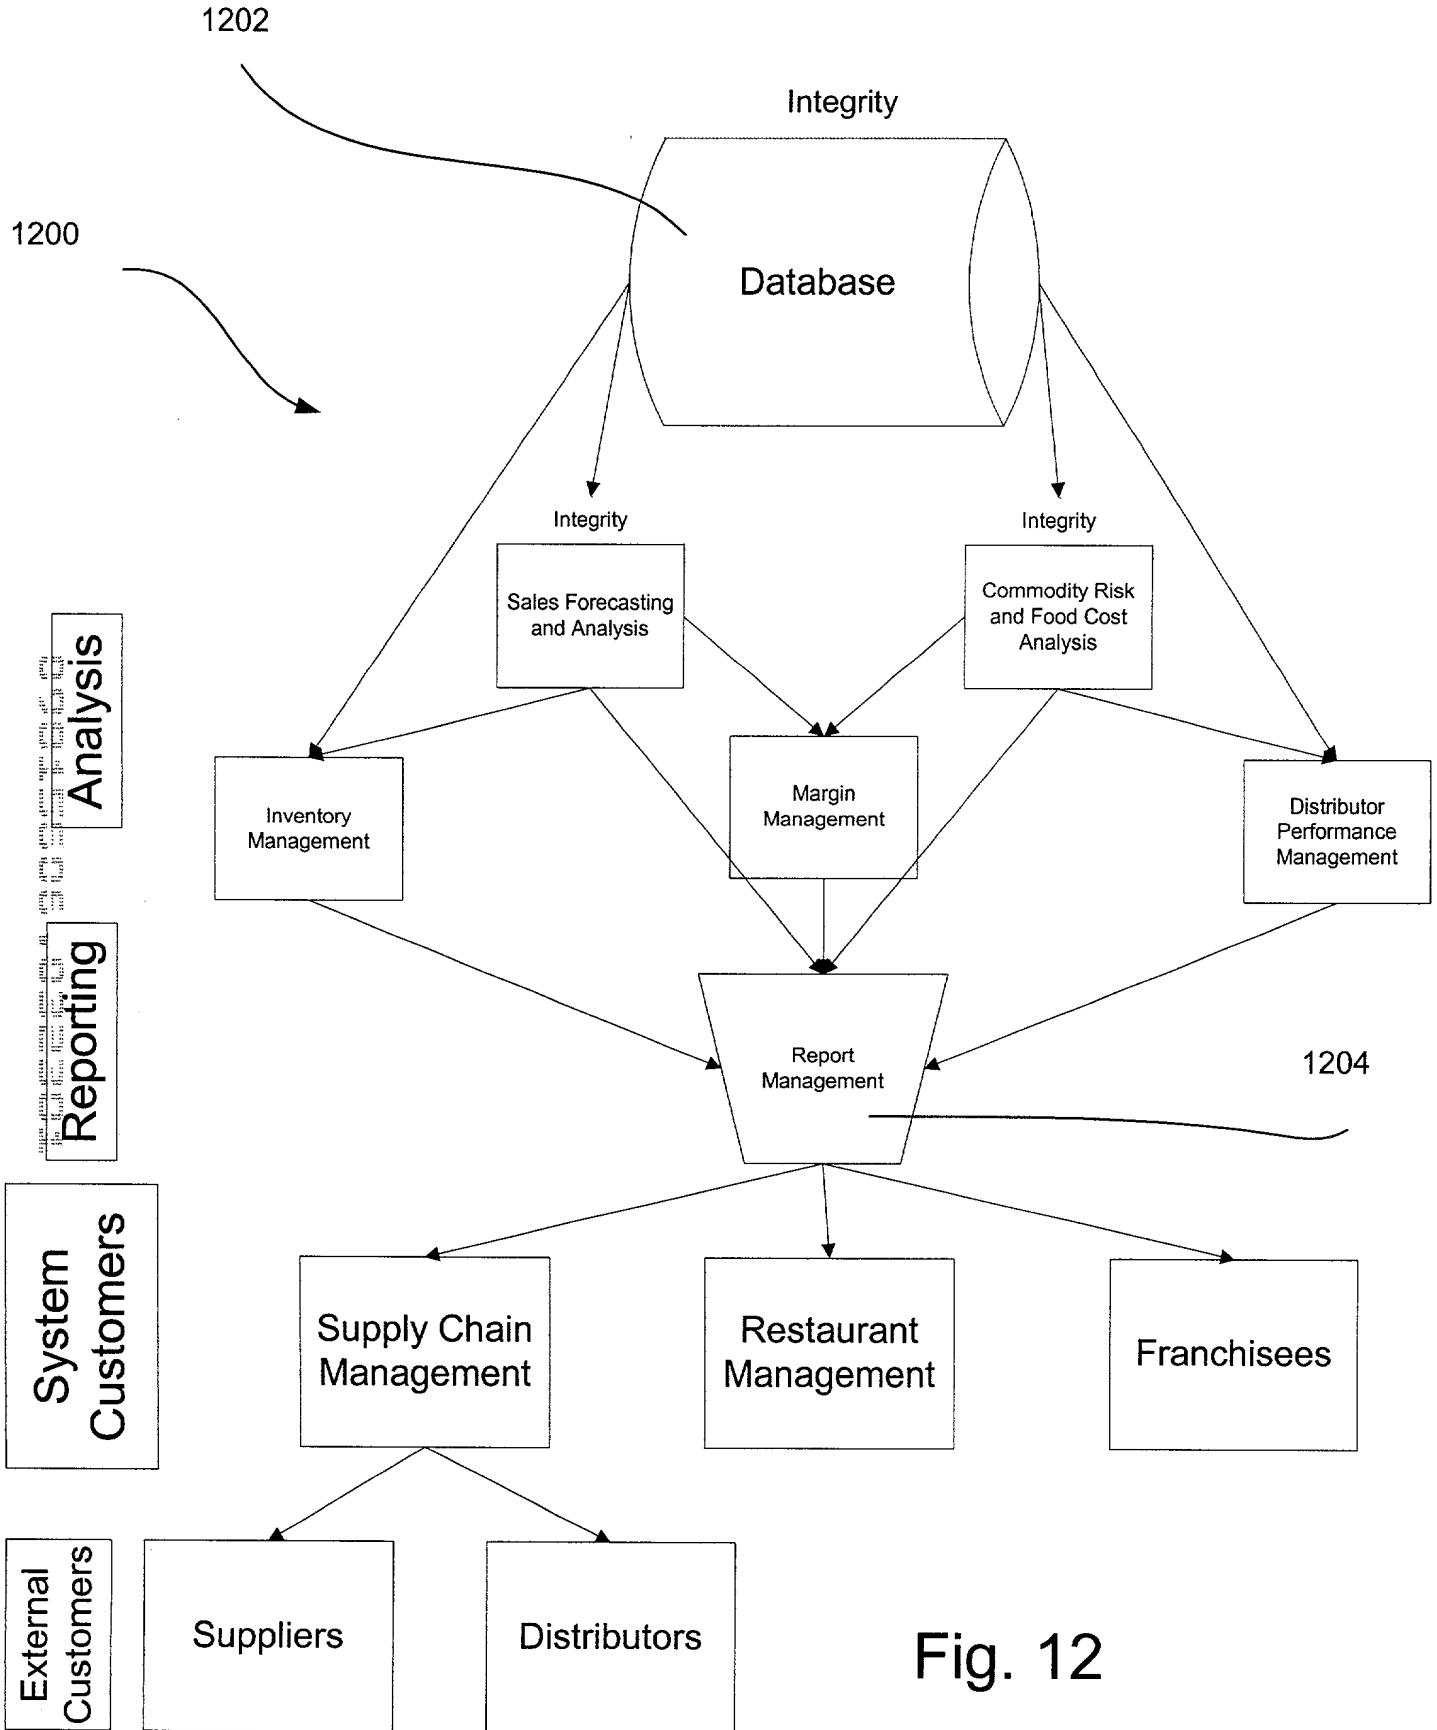 1202
Integrity
1200
Database
Integrity
Integrity
Sales Forecasting
and Analysis
Commodity Risk
and Food Cost
Analysis
Analysis
Inventory
Management
Margin
Management
Distributor
Performance
Management
Reporting
Report
Management
1204
System
Customers
Supply Chain
Management
Restaurant
Management
Franchisees
External
Customers
Suppliers
Distributors
Fig. 12